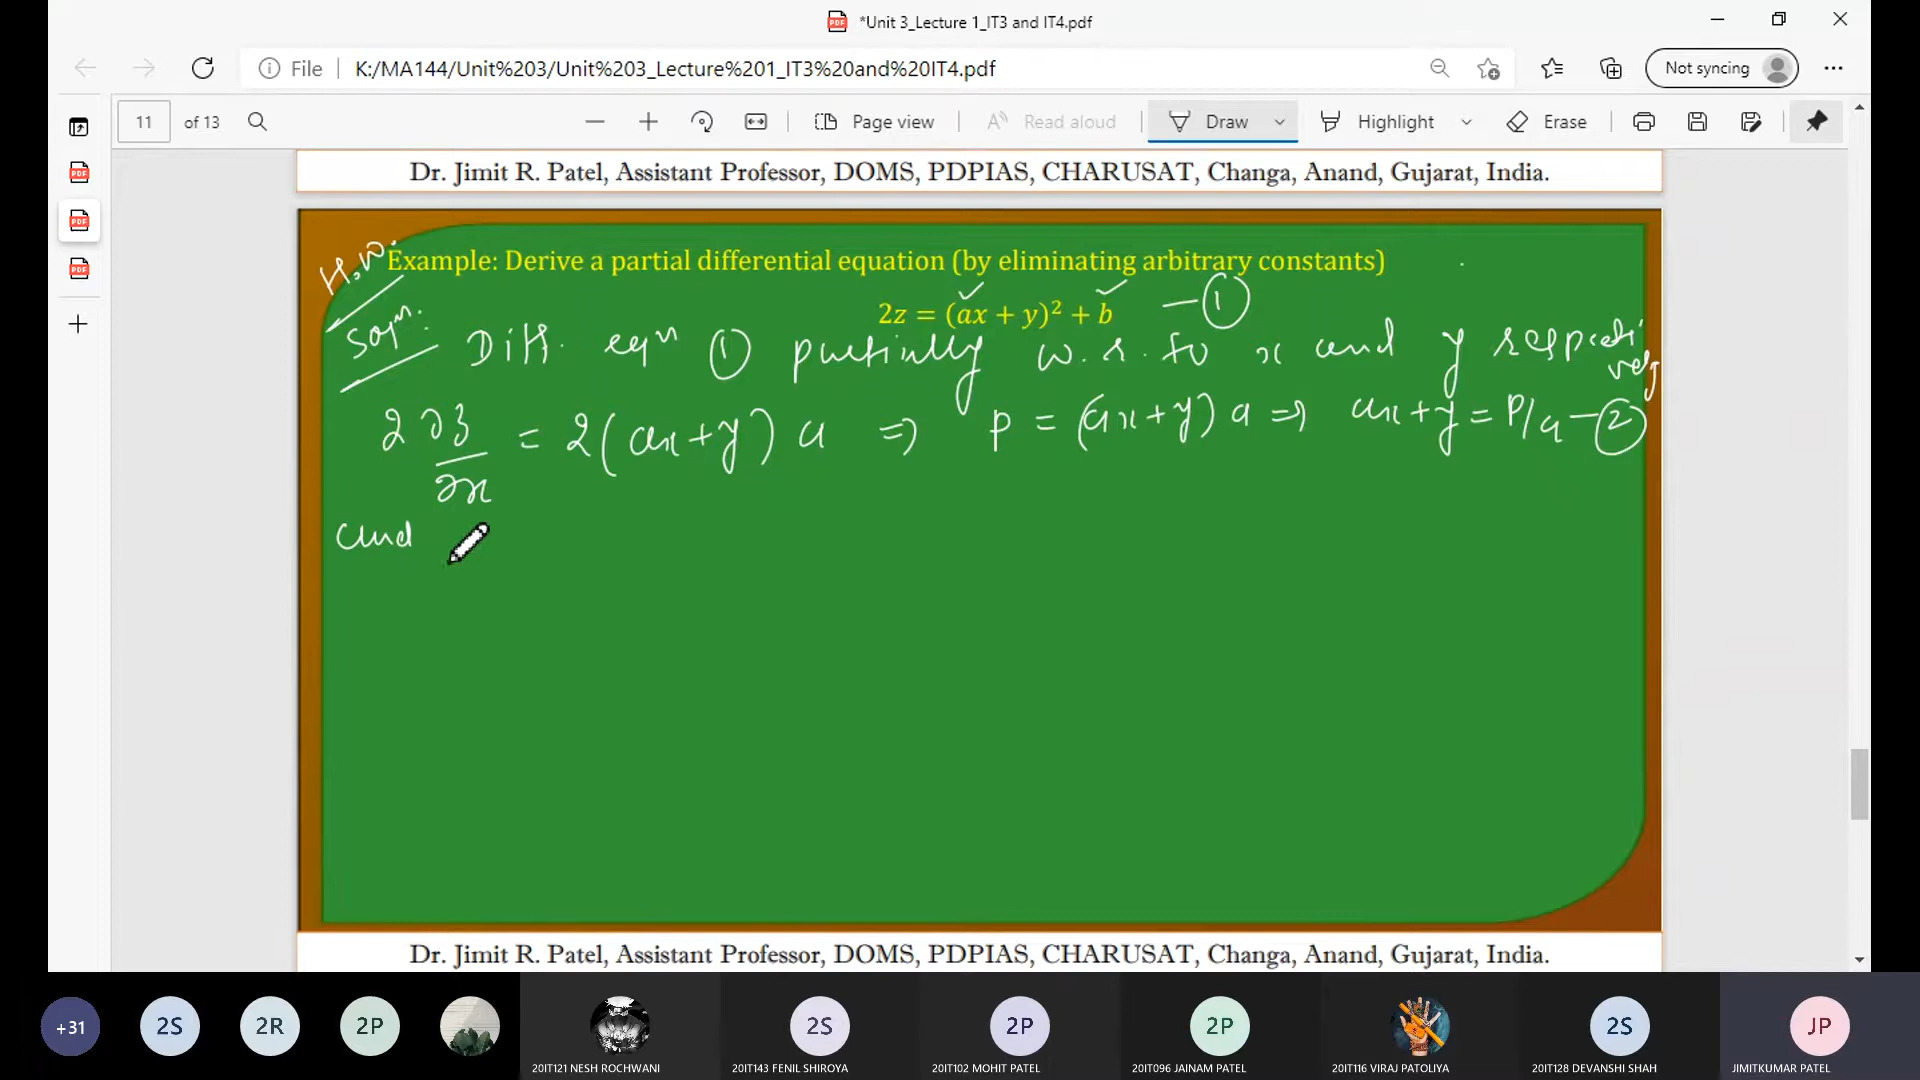 *Unit 3_Lecture 1_IT3 and IT4.pdf
File | K:/MA144/Unit%203/Unit%203_Lecture%201_IT3%20and%20IT4.pdf
Not syncing
11 of 13
Page view
Read aloud
Draw
Highlight
Erase
Dr. Jimit R. Patel, Assistant Professor, DOMS, PDPIAS, CHARUSAT, Changa, Anand, Gujarat, India.
H.W.
Example: Derive a partial differential equation (by eliminating arbitrary constants)
2z = (ax + y)² + b — ①
Soln: Diff. eqn ① partially w.r.to x and y respectively
2 ∂z/∂x = 2(ax+y) a ⇒ p = (ax+y) a ⇒ ax+y = P/a — ②
and
Dr. Jimit R. Patel, Assistant Professor, DOMS, PDPIAS, CHARUSAT, Changa, Anand, Gujarat, India.
+31
2S
2R
2P
2S
2P
2P
2S
JP
20IT121 NESH ROCHWANI
20IT143 FENIL SHIROYA
20IT102 MOHIT PATEL
20IT096 JAINAM PATEL
20IT116 VIRAJ PATOLIYA
20IT128 DEVANSHI SHAH
JIMITKUMAR PATEL